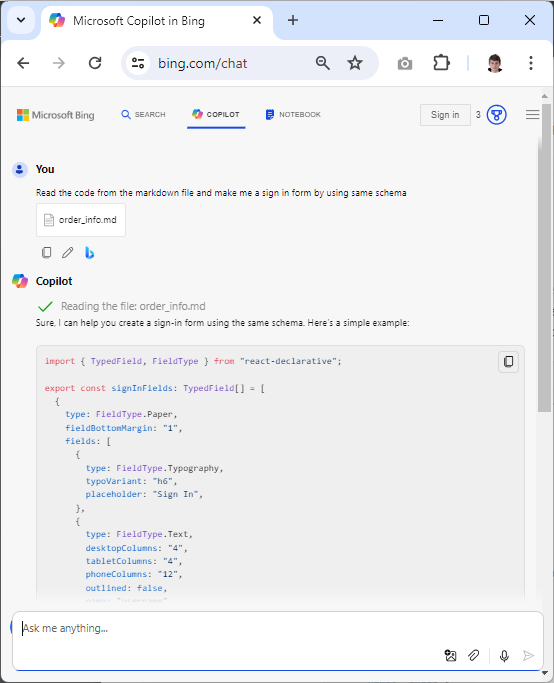 Microsoft Copilot in Bing
bing.com/chat
Microsoft Bing
SEARCH
COPILOT
NOTEBOOK
Sign in
3
You
Read the code from the markdown file and make me a sign in form by using same schema
order_info.md
Copilot
Reading the file: order_info.md
Sure, I can help you create a sign-in form using the same schema. Here's a simple example:
import { TypedField, FieldType } from "react-declarative";
export const signInFields: TypedField[] = [
{
type: FieldType.Paper,
fieldBottomMargin: "1",
fields: [
{
type: FieldType.Typography,
typoVariant: "h6",
placeholder: "Sign In",
},
{
type: FieldType.Text,
desktopColumns: "4",
tabletColumns: "4",
phoneColumns: "12",
outlined: false,
Ask me anything...